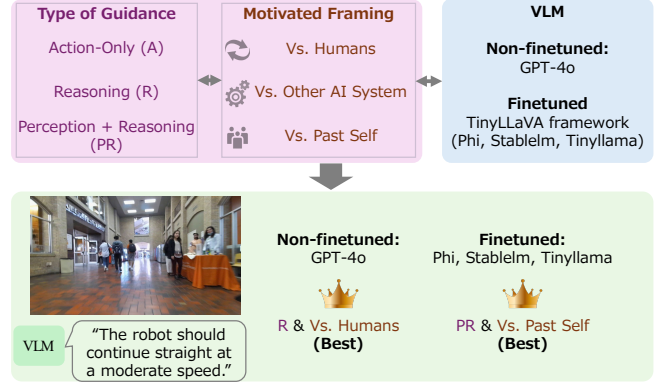 Type of Guidance
Action-Only (A)
Reasoning (R)
Perception + Reasoning
(PR)
Motivated Framing
Vs. Humans
Vs. Other AI System
Vs. Past Self
VLM
Non-finetuned:
GPT-4o
Finetuned
TinyLLaVA framework
(Phi, Stablelm, Tinyllama)
VLM
“The robot should
continue straight at
a moderate speed.”
Non-finetuned:
GPT-4o
R & Vs. Humans
(Best)
Finetuned:
Phi, Stablelm, Tinyllama
PR & Vs. Past Self
(Best)